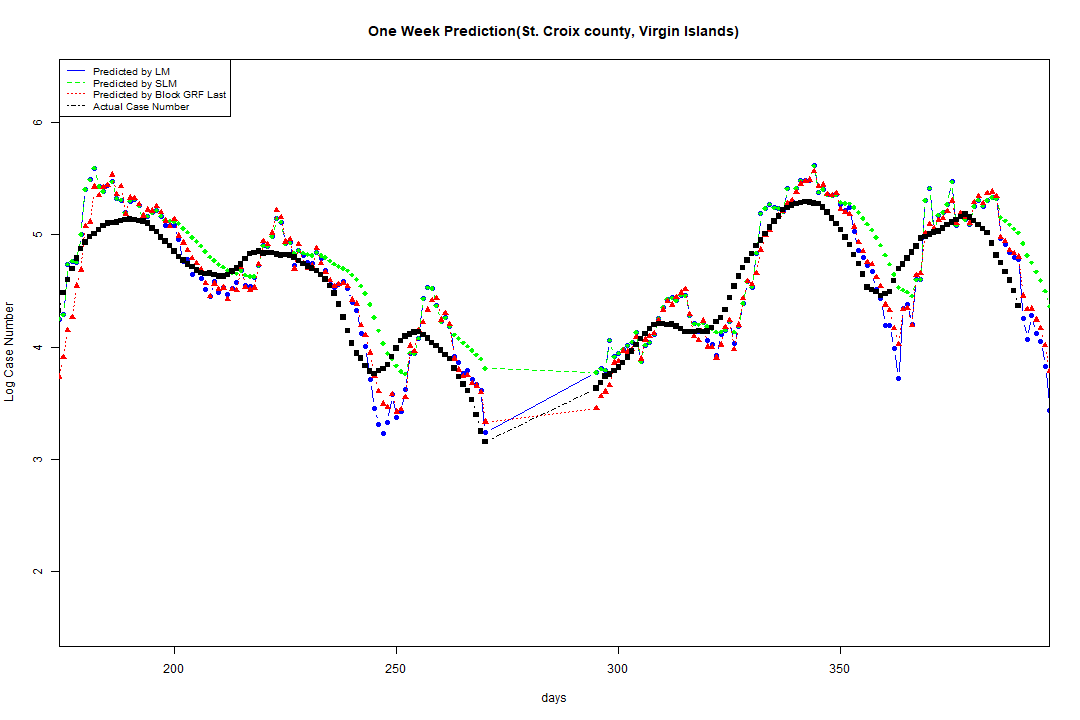 One Week Prediction(St. Croix county, Virgin Islands)
Predicted by LM
Predicted by SLM
Predicted by Block GRF Last
Actual Case Number
Log Case Number
6
5
4
3
2
200 250 300 350
days